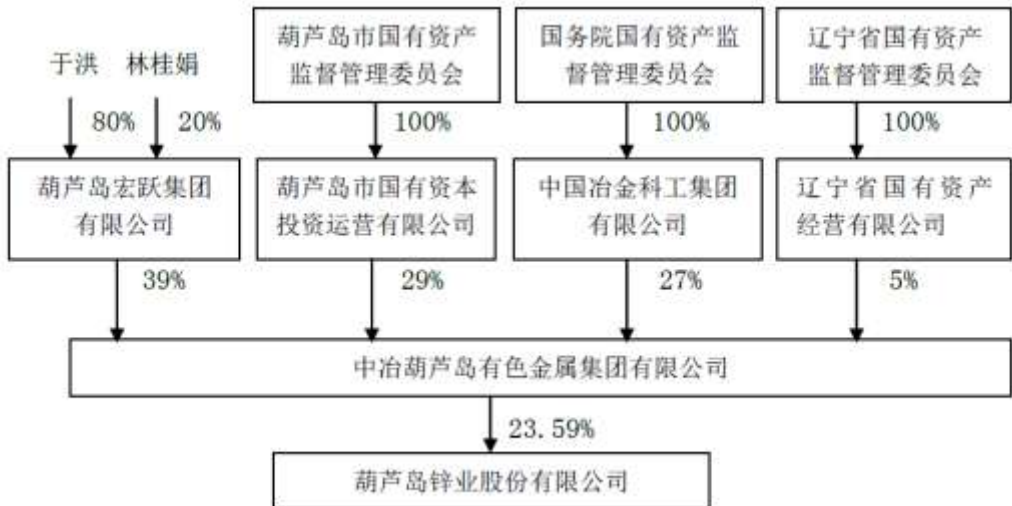 于洪 林桂娟
葫芦岛市国有资产
监督管理委员会
国务院国有资产监
督管理委员会
辽宁省国有资产
监督管理委员会
80%
20%
100%
100%
100%
葫芦岛宏跃集团
有限公司
葫芦岛市国有资本
投资运营有限公司
中国冶金科工集团
有限公司
辽宁省国有资产
经营有限公司
39%
29%
27%
5%
中冶葫芦岛有色金属集团有限公司
23.59%
葫芦岛锌业股份有限公司